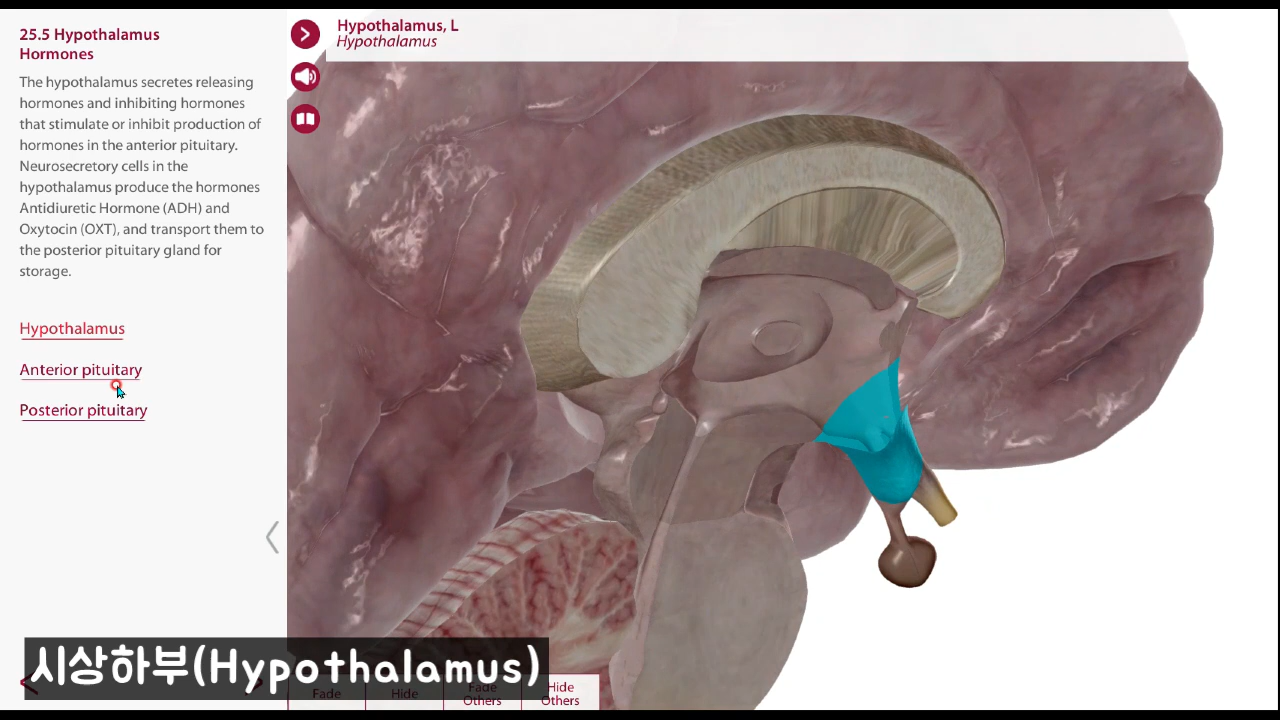 25.5 Hypothalamus
Hormones
The hypothalamus secretes releasing
hormones and inhibiting hormones
that stimulate or inhibit production of
hormones in the anterior pituitary.
Neurosecretory cells in the
hypothalamus produce the hormones
Antidiuretic Hormone (ADH) and
Oxytocin (OXT), and transport them to
the posterior pituitary gland for
storage.
Hypothalamus
Anterior pituitary
Posterior pituitary
Hypothalamus, L
Hypothalamus
시상하부(Hypothalamus)
Fade
Hide
Fade
Others
Hide
Others